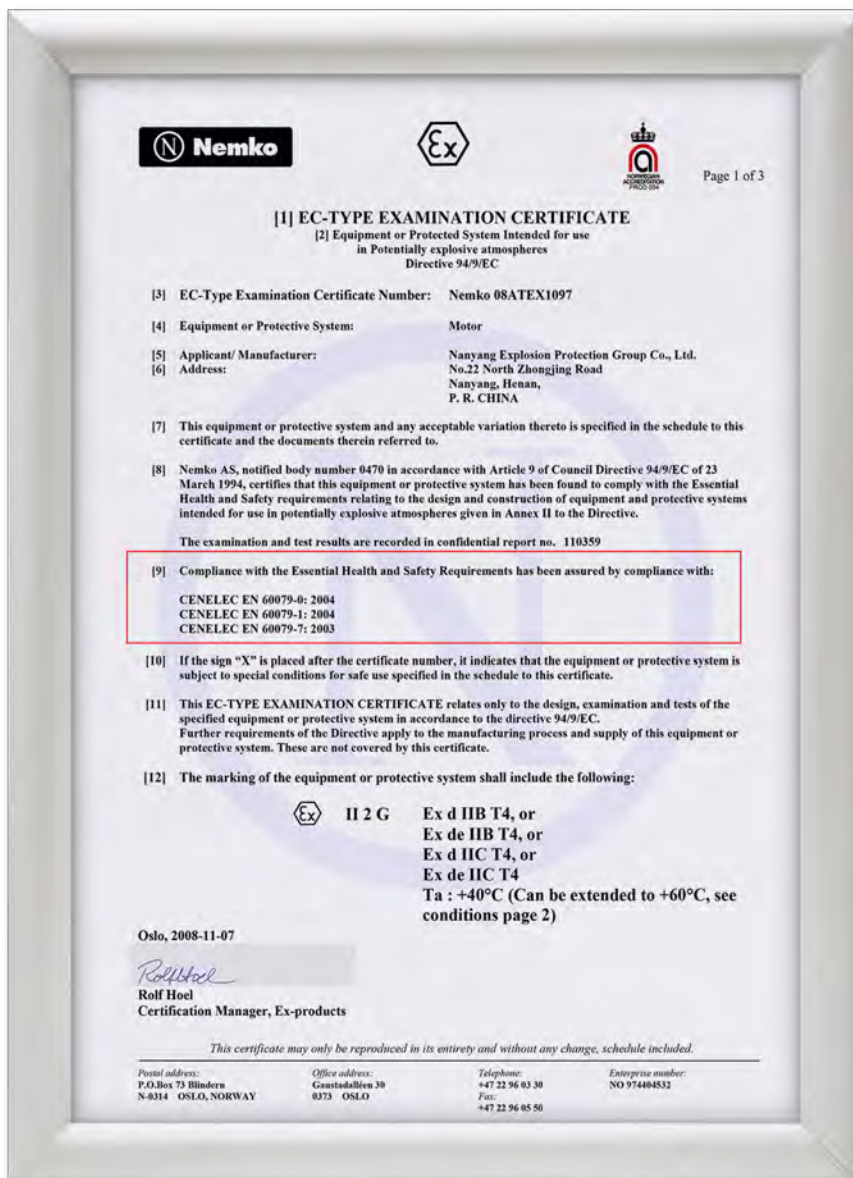 Nemko
Ex
NORWEGIAN
ACCREDITATION
PROD 004
Page 1 of 3
[1] EC-TYPE EXAMINATION CERTIFICATE
[2] Equipment or Protected System Intended for use
in Potentially explosive atmospheres
Directive 94/9/EC
[3] EC-Type Examination Certificate Number: Nemko 08ATEX1097
[4] Equipment or Protective System: Motor
[5] Applicant/ Manufacturer: Nanyang Explosion Protection Group Co., Ltd.
[6] Address: No.22 North Zhongjing Road
Nanyang, Henan,
P. R. CHINA
[7] This equipment or protective system and any acceptable variation thereto is specified in the schedule to this
certificate and the documents therein referred to.
[8] Nemko AS, notified body number 0470 in accordance with Article 9 of Council Directive 94/9/EC of 23
March 1994, certifies that this equipment or protective system has been found to comply with the Essential
Health and Safety requirements relating to the design and construction of equipment and protective systems
intended for use in potentially explosive atmospheres given in Annex II to the Directive.
The examination and test results are recorded in confidential report no. 110359
[9] Compliance with the Essential Health and Safety Requirements has been assured by compliance with:
CENELEC EN 60079-0: 2004
CENELEC EN 60079-1: 2004
CENELEC EN 60079-7: 2003
[10] If the sign “X” is placed after the certificate number, it indicates that the equipment or protective system is
subject to special conditions for safe use specified in the schedule to this certificate.
[11] This EC-TYPE EXAMINATION CERTIFICATE relates only to the design, examination and tests of the
specified equipment or protective system in accordance to the directive 94/9/EC.
Further requirements of the Directive apply to the manufacturing process and supply of this equipment or
protective system. These are not covered by this certificate.
[12] The marking of the equipment or protective system shall include the following:
Ex II 2 G Ex d IIB T4, or
Ex de IIB T4, or
Ex d IIC T4, or
Ex de IIC T4
Ta : +40°C (Can be extended to +60°C, see
conditions page 2)
Oslo, 2008-11-07
Rolf Hoel
Rolf Hoel
Certification Manager, Ex-products
This certificate may only be reproduced in its entirety and without any change, schedule included.
Postal address: Office address: Telephone: Enterprise number:
P.O.Box 73 Blindern Gaustadalléen 30 +47 22 96 03 30 NO 974404532
N-0314 OSLO, NORWAY 0373 OSLO Fax:
+47 22 96 05 50